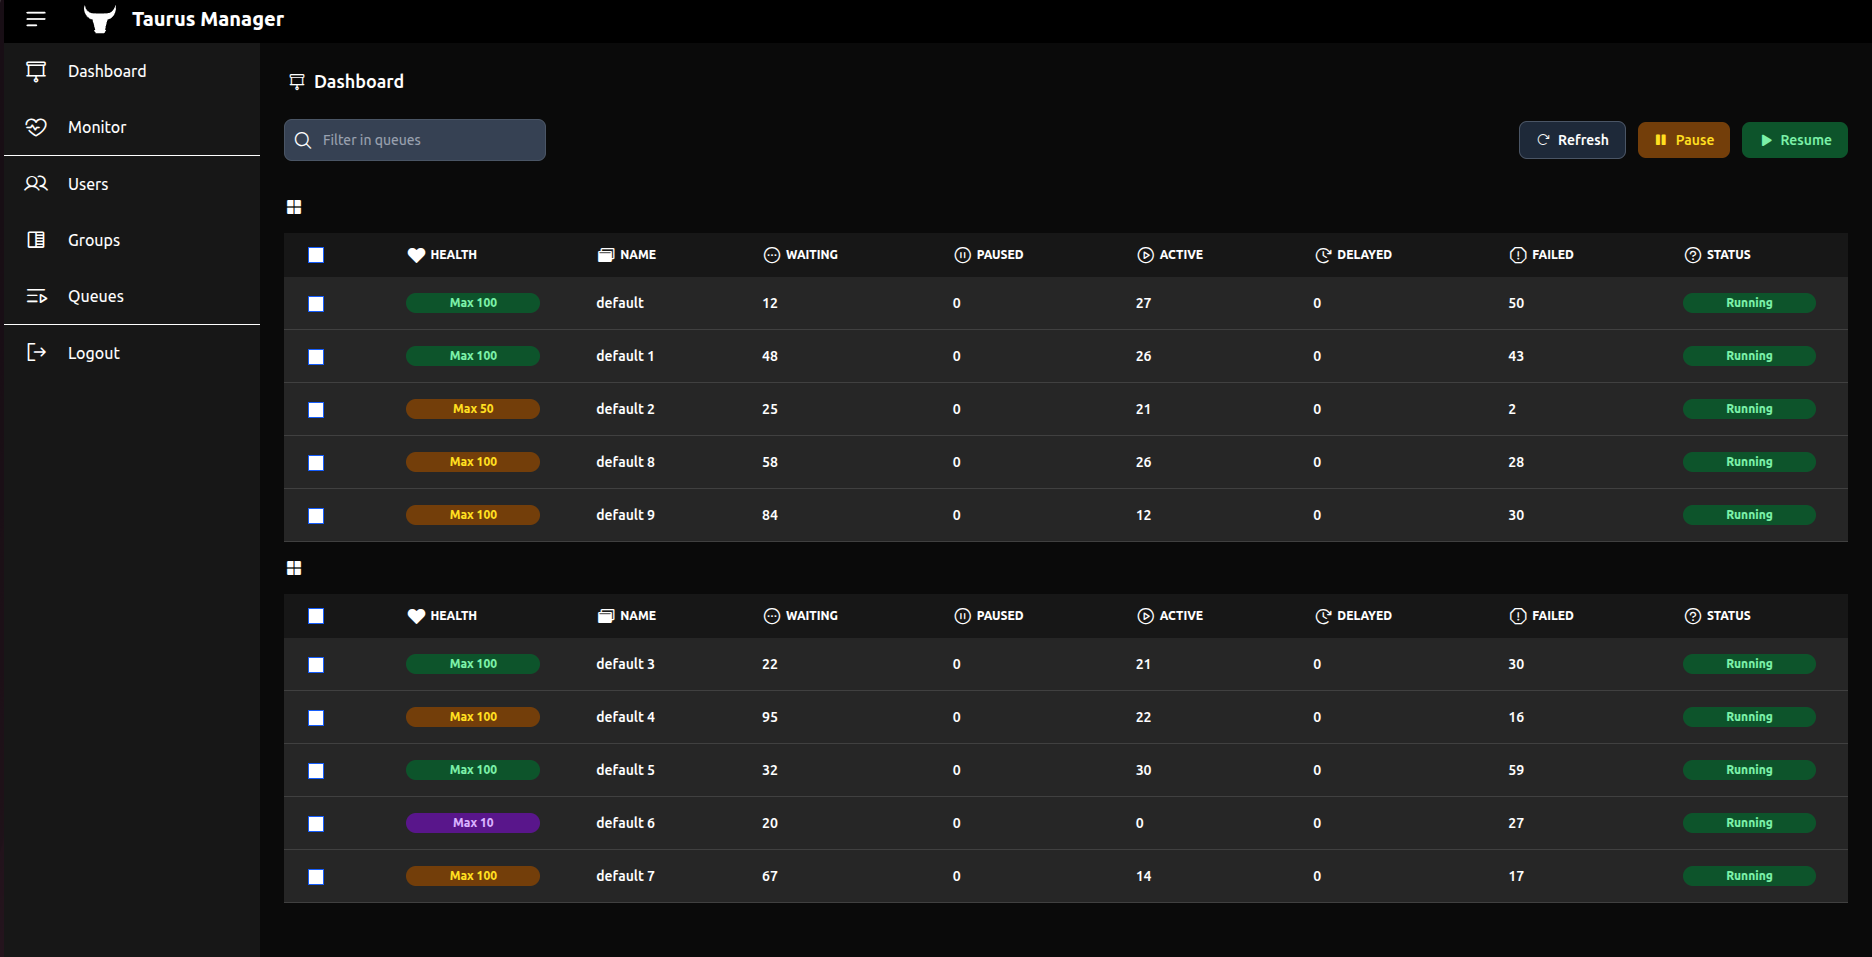 Taurus Manager
Dashboard
Monitor
Users
Groups
Queues
Logout
Dashboard
Filter in queues
Refresh Pause Resume
HEALTH NAME WAITING PAUSED ACTIVE DELAYED FAILED STATUS
Max 100 default 12 0 27 0 50 Running
Max 100 default 1 48 0 26 0 43 Running
Max 50 default 2 25 0 21 0 2 Running
Max 100 default 8 58 0 26 0 28 Running
Max 100 default 9 84 0 12 0 30 Running
HEALTH NAME WAITING PAUSED ACTIVE DELAYED FAILED STATUS
Max 100 default 3 22 0 21 0 30 Running
Max 100 default 4 95 0 22 0 16 Running
Max 100 default 5 32 0 30 0 59 Running
Max 10 default 6 20 0 0 0 27 Running
Max 100 default 7 67 0 14 0 17 Running